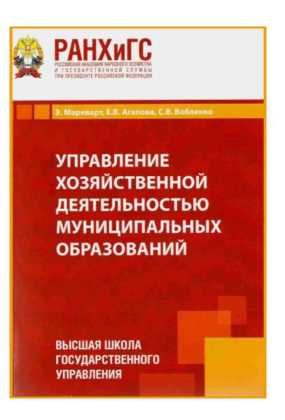 РАНХиГС
РОССИЙСКАЯ АКАДЕМИЯ НАРОДНОГО ХОЗЯЙСТВА
И ГОСУДАРСТВЕННОЙ СЛУЖБЫ
ПРИ ПРЕЗИДЕНТЕ РОССИЙСКОЙ ФЕДЕРАЦИИ
Э. Маркварт, Е.В. Агапова, С.В. Бобленко
УПРАВЛЕНИЕ
ХОЗЯЙСТВЕННОЙ
ДЕЯТЕЛЬНОСТЬЮ
МУНИЦИПАЛЬНЫХ
ОБРАЗОВАНИЙ
ВЫСШАЯ ШКОЛА
ГОСУДАРСТВЕННОГО
УПРАВЛЕНИЯ